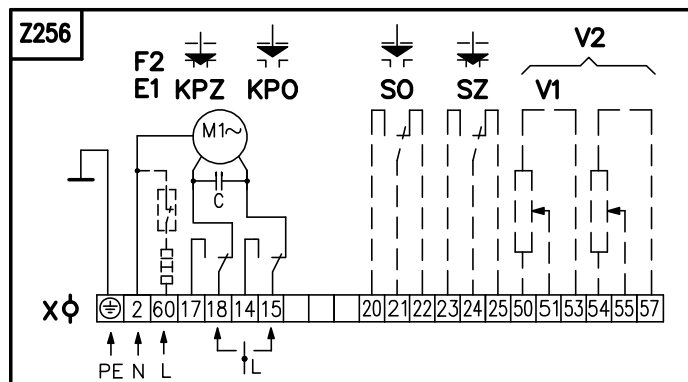 Z256
V2
F2
E1 KPZ KPO SO SZ V1
M1~
C
X 2 60 17 18 14 15 20 21 22 23 24 25 50 51 53 54 55 57
L
PE N L